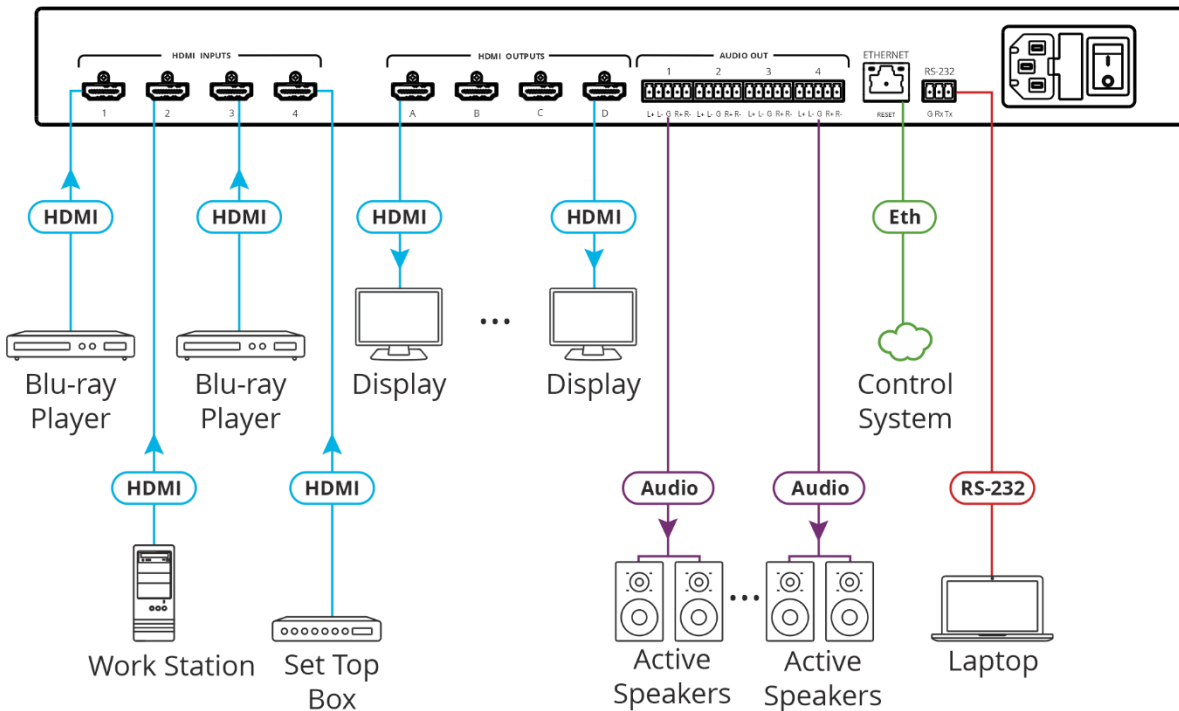 HDMI INPUTS
HDMI OUTPUTS
AUDIO OUT
ETHERNET
1 2 3 4
RS-232
1 2 3 4
A B C D
L+ L- G R+ R- L+ L- G R+ R- L+ L- G R+ R- L+ L- G R+ R-
RESET
G Rx Tx
HDMI
HDMI
HDMI
HDMI
Eth
...
Blu-ray
Player
Blu-ray
Player
Display
Display
Control
System
HDMI
HDMI
Audio
Audio
RS-232
...
Work Station
Set Top
Box
Active
Speakers
Active
Speakers
Laptop